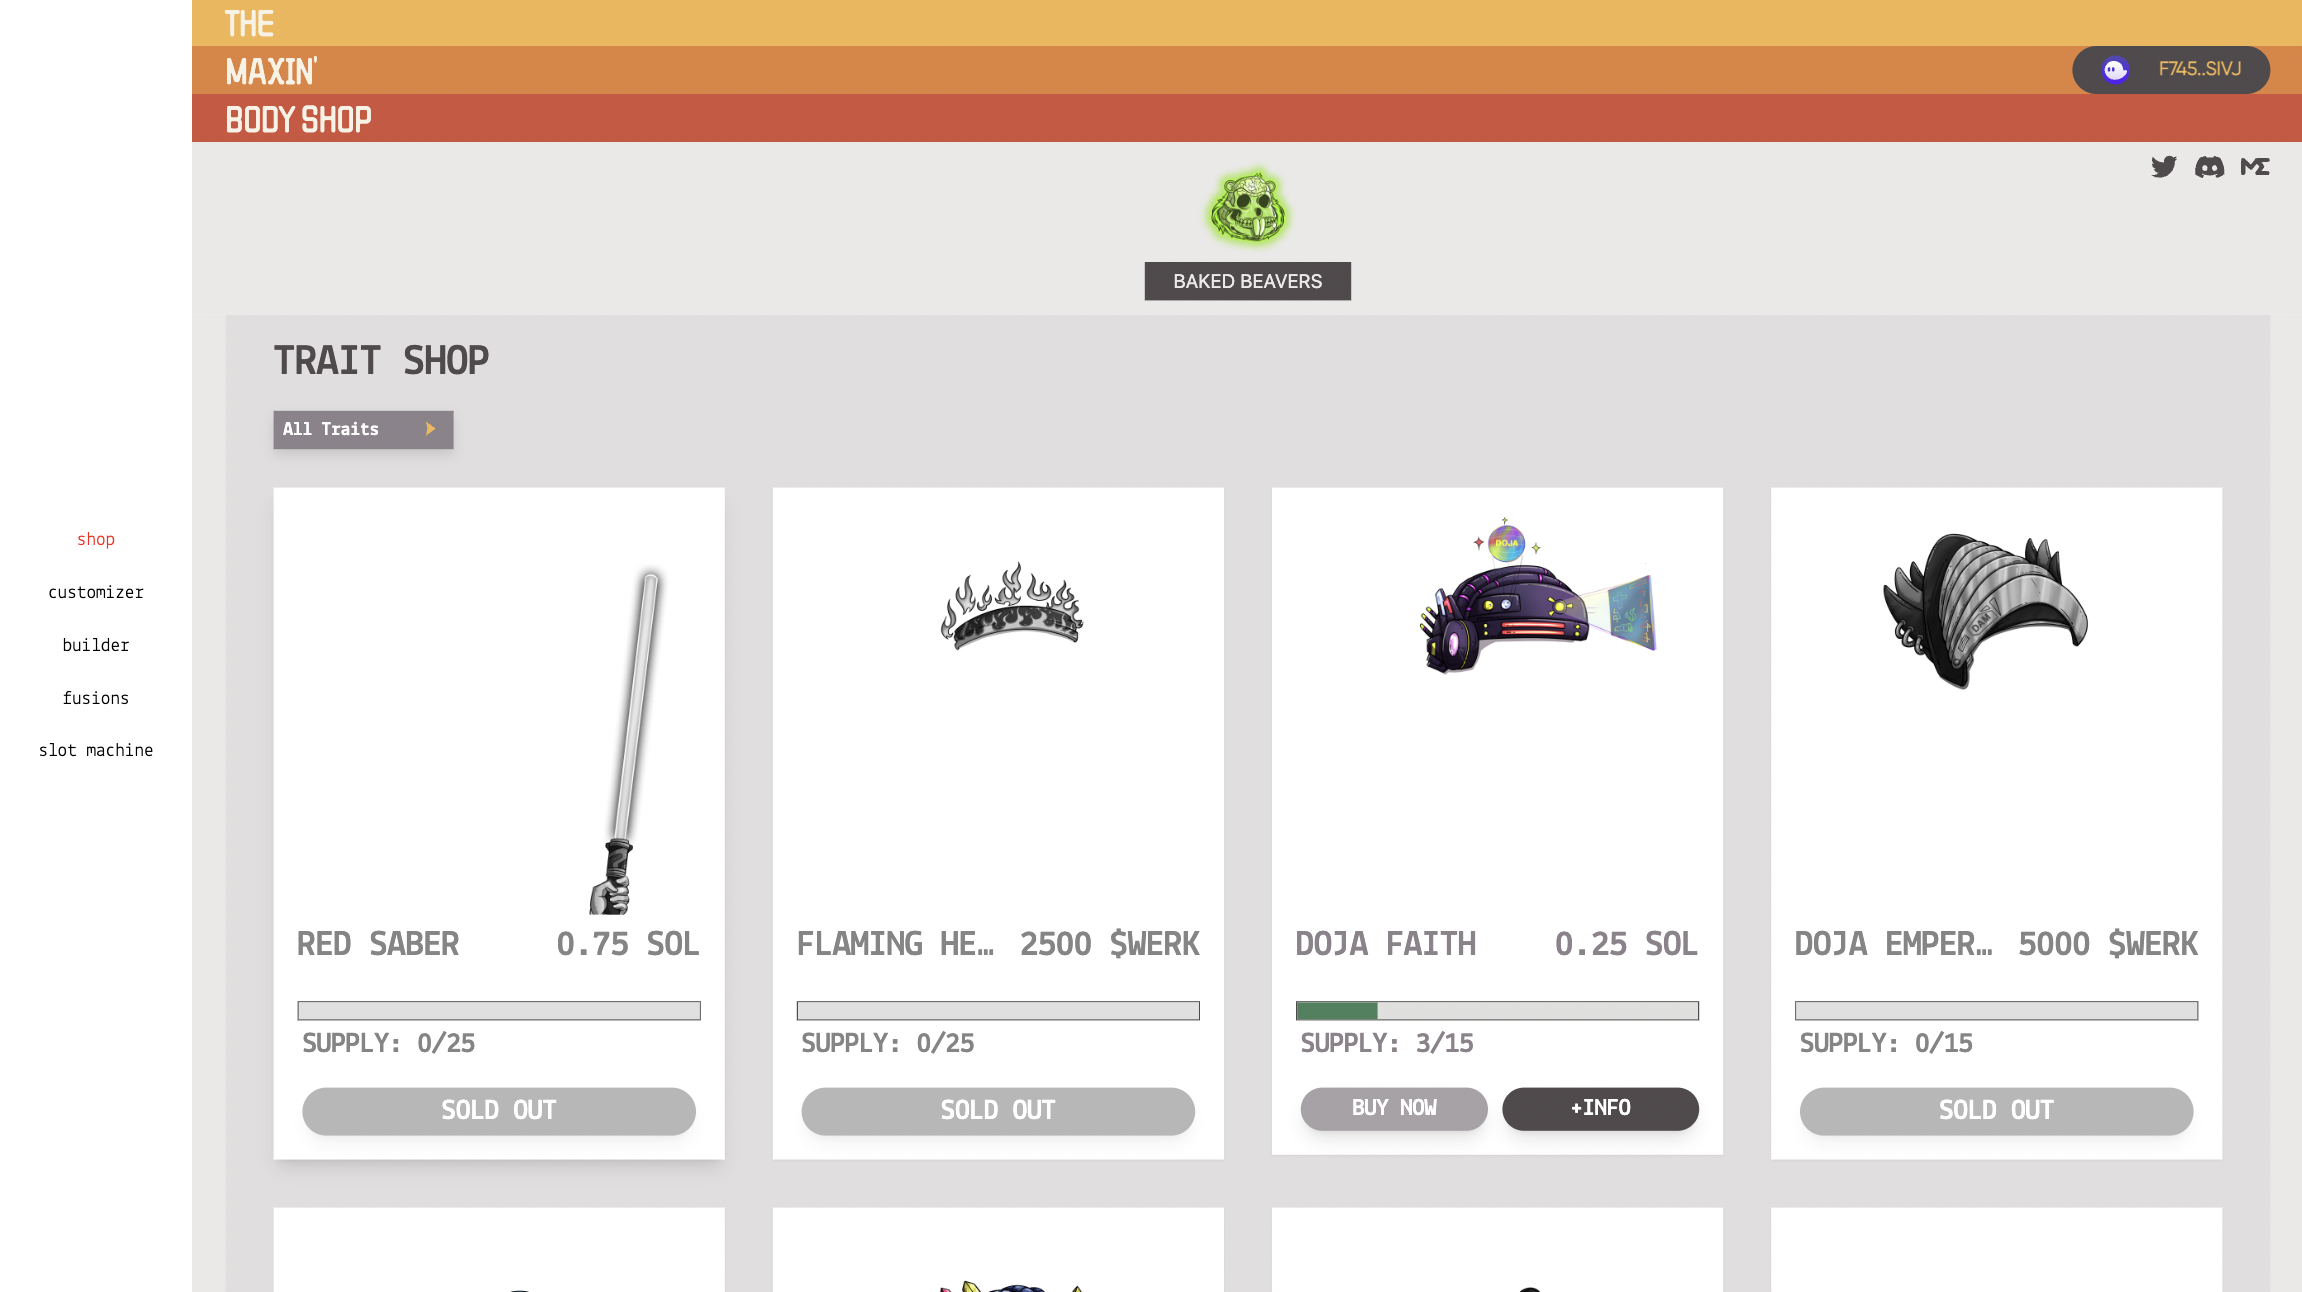 THE
MAXIN'
BODY SHOP
F745..SIVJ
BAKED BEAVERS
TRAIT SHOP
All Traits
shop
customizer
builder
fusions
slot machine
DOJA
DAM
RED SABER 0.75 SOL
SUPPLY: 0/25
SOLD OUT
FLAMING HE… 2500 $WERK
SUPPLY: 0/25
SOLD OUT
DOJA FAITH 0.25 SOL
SUPPLY: 3/15
BUY NOW +INFO
DOJA EMPER… 5000 $WERK
SUPPLY: 0/15
SOLD OUT